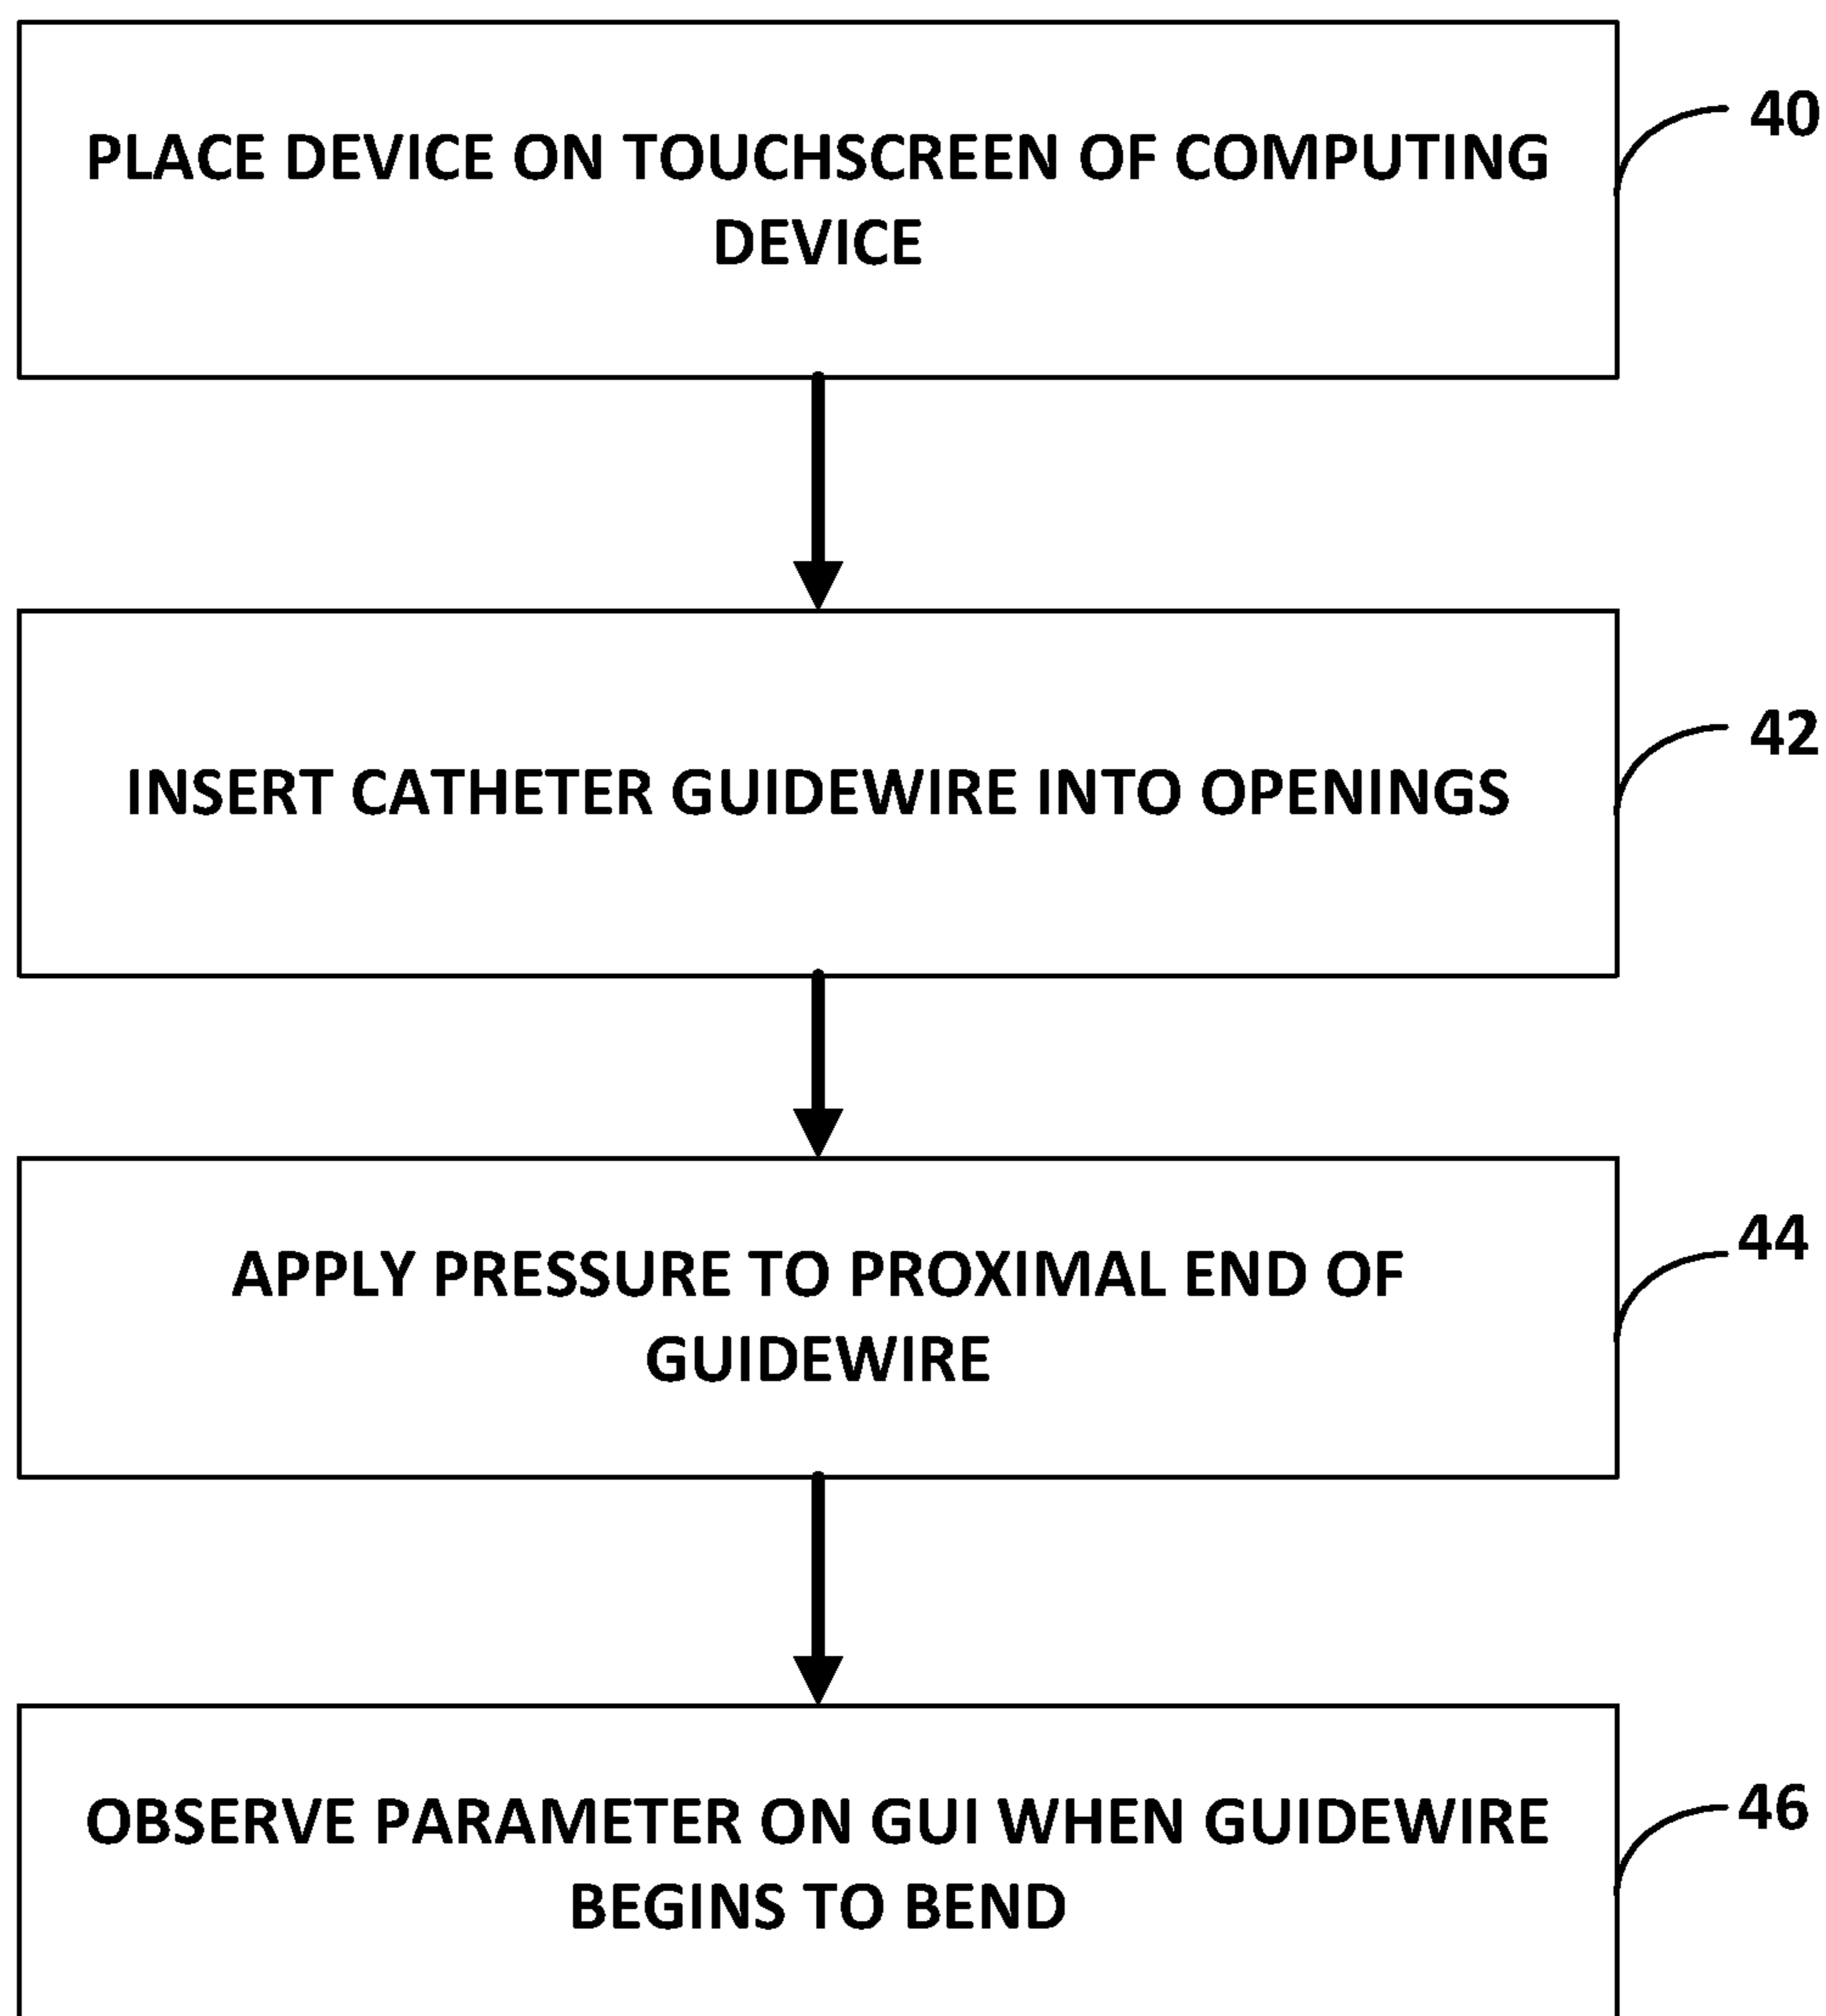 PLACE DEVICE ON TOUCHSCREEN OF COMPUTING
DEVICE
40
INSERT CATHETER GUIDEWIRE INTO OPENINGS
42
APPLY PRESSURE TO PROXIMAL END OF
GUIDEWIRE
44
OBSERVE PARAMETER ON GUI WHEN GUIDEWIRE
BEGINS TO BEND
46